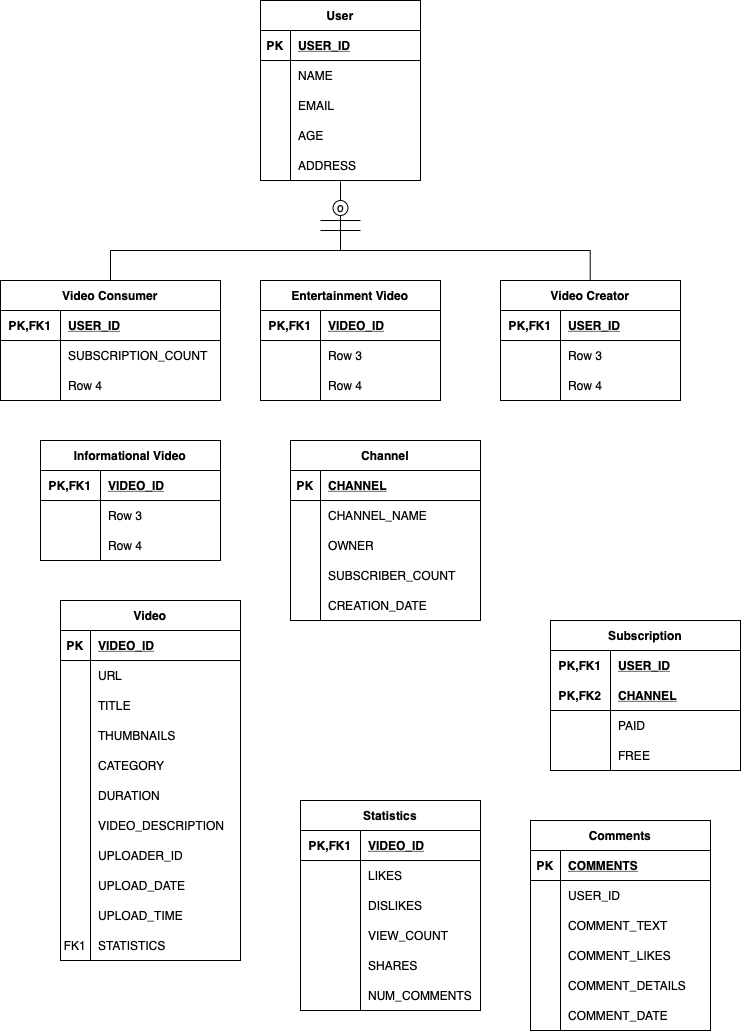 User
PK USER_ID
NAME
EMAIL
AGE
ADDRESS
o
Video Consumer
PK,FK1 USER_ID
SUBSCRIPTION_COUNT
Row 4
Entertainment Video
PK,FK1 VIDEO_ID
Row 3
Row 4
Video Creator
PK,FK1 USER_ID
Row 3
Row 4
Informational Video
PK,FK1 VIDEO_ID
Row 3
Row 4
Channel
PK CHANNEL
CHANNEL_NAME
OWNER
SUBSCRIBER_COUNT
CREATION_DATE
Video
PK VIDEO_ID
URL
TITLE
THUMBNAILS
CATEGORY
DURATION
VIDEO_DESCRIPTION
UPLOADER_ID
UPLOAD_DATE
UPLOAD_TIME
FK1 STATISTICS
Subscription
PK,FK1 USER_ID
PK,FK2 CHANNEL
PAID
FREE
Statistics
PK,FK1 VIDEO_ID
LIKES
DISLIKES
VIEW_COUNT
SHARES
NUM_COMMENTS
Comments
PK COMMENTS
USER_ID
COMMENT_TEXT
COMMENT_LIKES
COMMENT_DETAILS
COMMENT_DATE